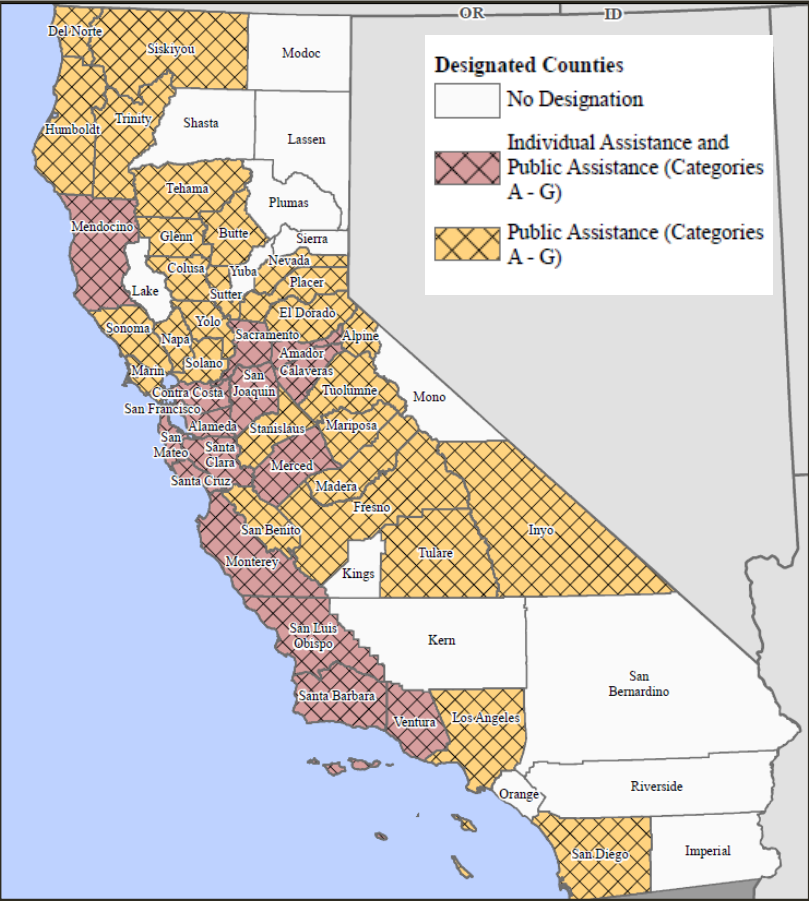 OR
ID
Designated Counties
No Designation
Individual Assistance and
Public Assistance (Categories
A - G)
Public Assistance (Categories
A - G)
Del Norte
Siskiyou
Modoc
Humboldt
Trinity
Shasta
Lassen
Tehama
Plumas
Mendocino
Glenn
Butte
Sierra
Colusa
Yuba
Nevada
Lake
Sutter
Placer
Sonoma
Yolo
El Dorado
Napa
Sacramento
Alpine
Marin
Solano
Amador
Contra Costa
San
Joaquin
Calaveras
Tuolumne
Mono
San Francisco
Alameda
Stanislaus
Mariposa
San
Mateo
Santa
Clara
Merced
Santa Cruz
Madera
Fresno
San Benito
Inyo
Monterey
Kings
Tulare
San Luis
Obispo
Kern
San
Bernardino
Santa Barbara
Ventura
Los Angeles
Orange
Riverside
San Diego
Imperial